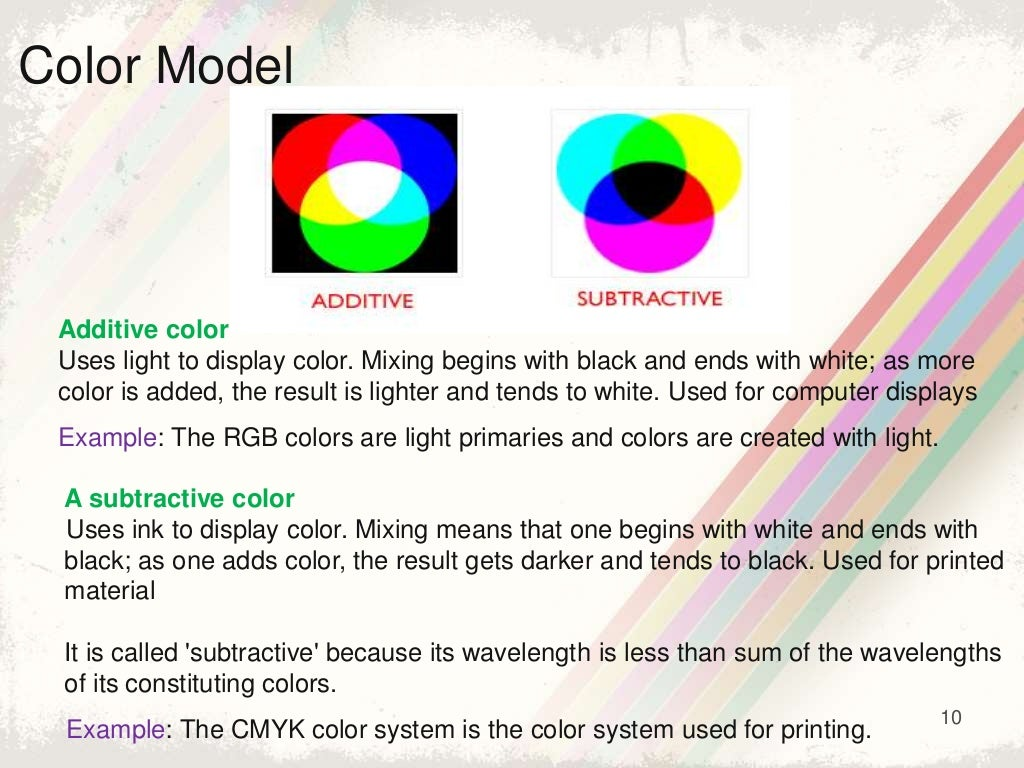 Color Model
ADDITIVE
SUBTRACTIVE
Additive color
Uses light to display color. Mixing begins with black and ends with white; as more
color is added, the result is lighter and tends to white. Used for computer displays
Example: The RGB colors are light primaries and colors are created with light.
A subtractive color
Uses ink to display color. Mixing means that one begins with white and ends with
black; as one adds color, the result gets darker and tends to black. Used for printed
material
It is called 'subtractive' because its wavelength is less than sum of the wavelengths
of its constituting colors.
Example: The CMYK color system is the color system used for printing.
10